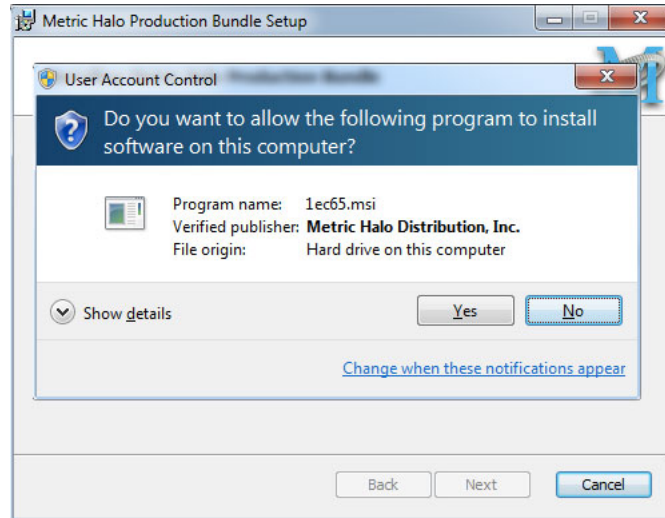 Metric Halo Production Bundle Setup
User Account Control
Production Bundle
Do you want to allow the following program to install
software on this computer?
Program name: 1ec65.msi
Verified publisher: Metric Halo Distribution, Inc.
File origin: Hard drive on this computer
Show details
Yes
No
Change when these notifications appear
Back
Next
Cancel